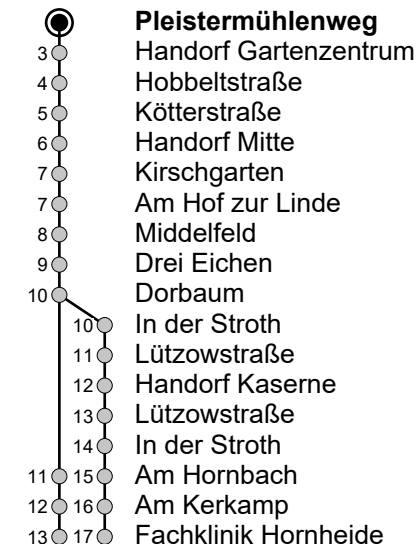 Pleistermühlenweg
3 Handorf Gartenzentrum
4 Hobbeltstraße
5 Kötterstraße
6 Handorf Mitte
7 Kirschgarten
7 Am Hof zur Linde
8 Middelfeld
9 Drei Eichen
10 Dorbaum
10 In der Stroth
11 Lützowstraße
12 Handorf Kaserne
13 Lützowstraße
14 In der Stroth
11 15 Am Hornbach
12 16 Am Kerkamp
13 17 Fachklinik Hornheide